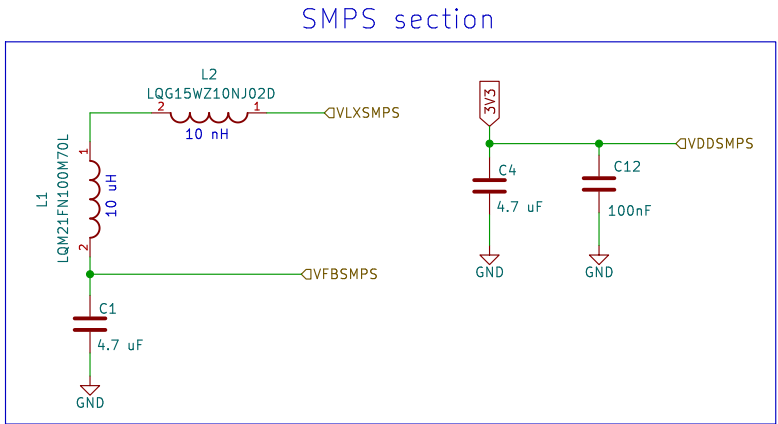 SMPS section
L2
LQG15WZ10NJ02D
2
1
VLXSMPS
10 nH
1
L1
LQM21FN100M70L
10 uH
2
VFBSMPS
C1
4.7 uF
GND
3V3
VDDSMPS
C4
4.7 uF
C12
100nF
GND
GND